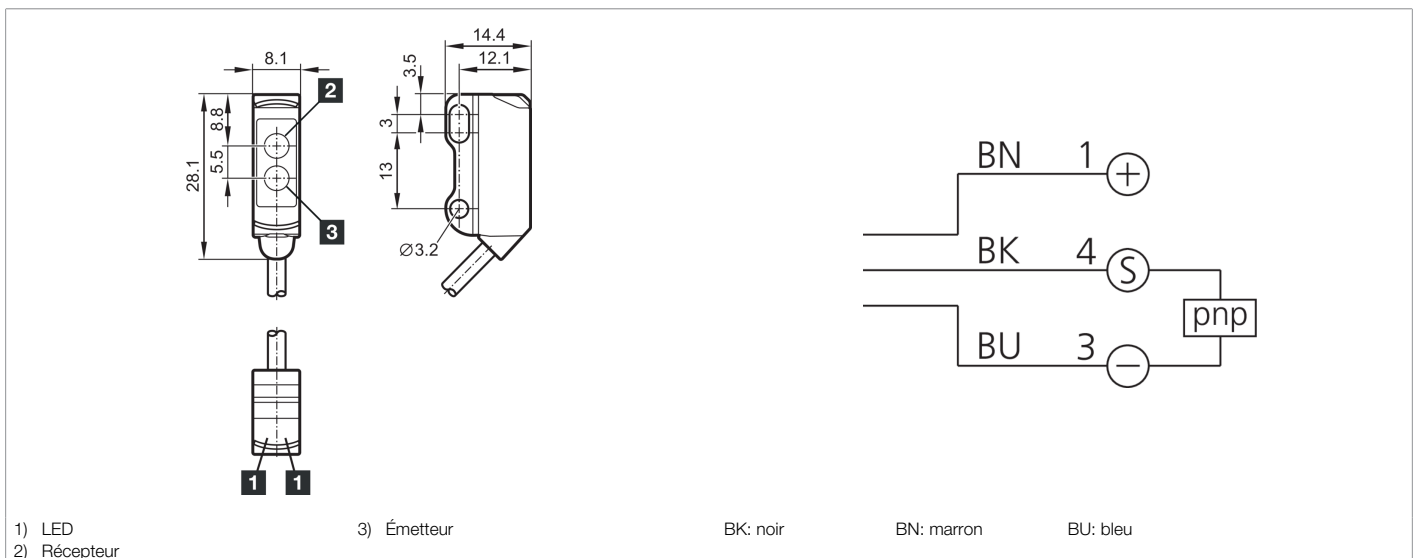 14.4
12.1
8.1
3.5
2
8.8
3
28.1
5.5
13
3
Ø3.2
1 1
BN 1 +
BK 4 S
pnp
BU 3 −
1) LED 3) Émetteur BK: noir BN: marron BU: bleu
2) Récepteur